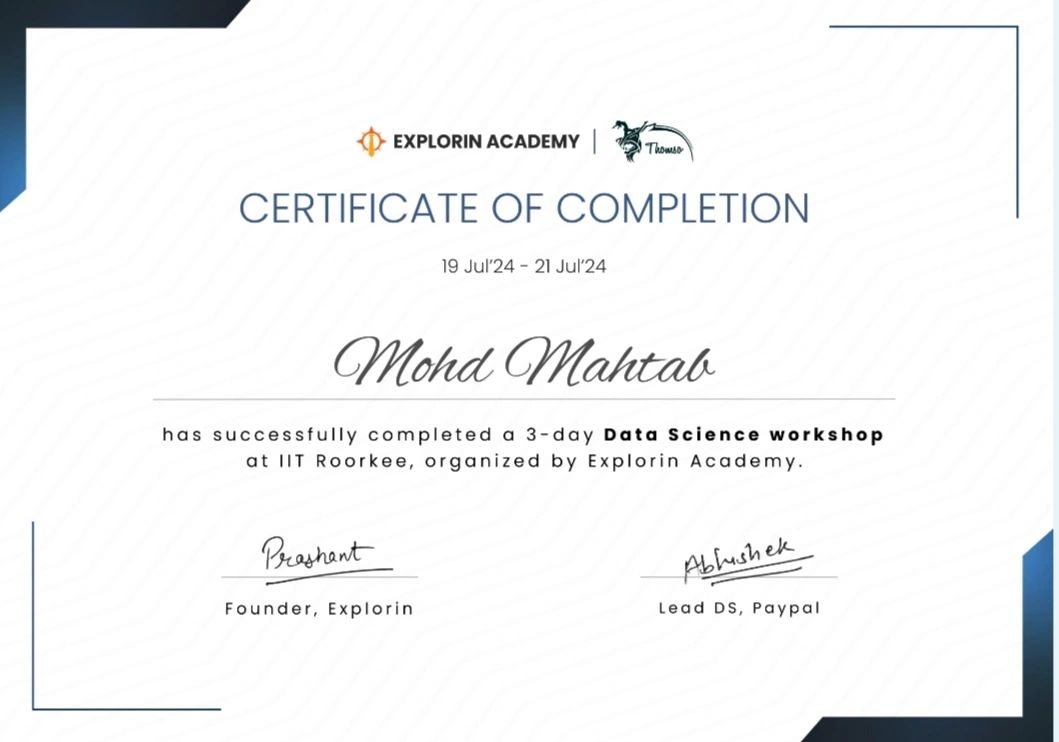 EXPLORIN ACADEMY | Thomso
CERTIFICATE OF COMPLETION
19 Jul'24 - 21 Jul'24
Mohd Mahtab
has successfully completed a 3-day Data Science workshop
at IIT Roorkee, organized by Explorin Academy.
Prashant Abhishek
Founder, Explorin Lead DS, Paypal